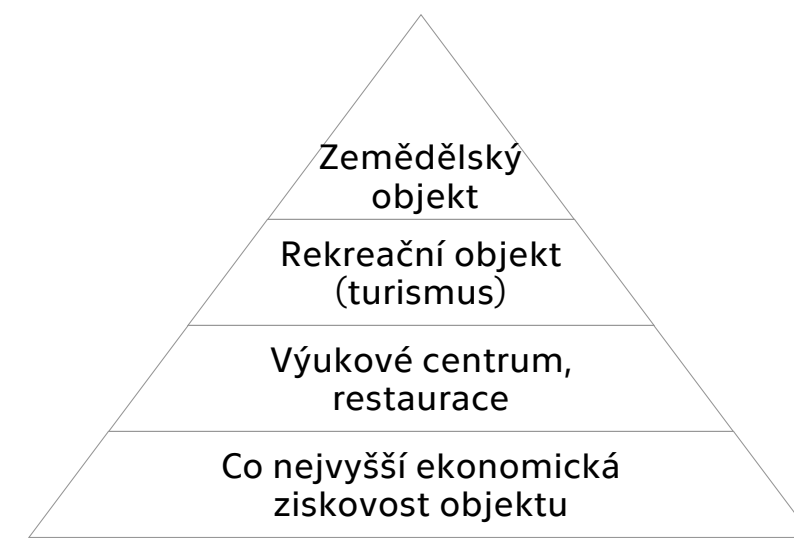 Zemědělský
objekt
Rekreační objekt
(turismus)
Výukové centrum,
restaurace
Co nejvyšší ekonomická
ziskovost objektu